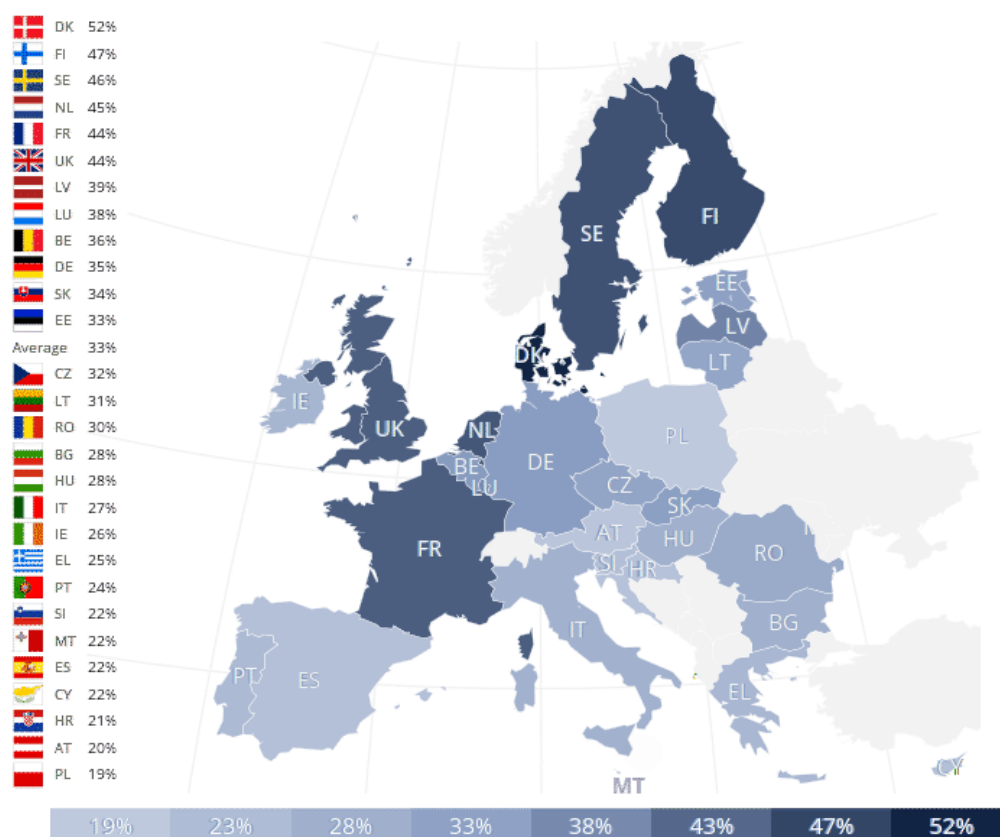 DK 52%
FI 47%
SE 46%
NL 45%
FR 44%
UK 44%
LV 39%
LU 38%
BE 36%
DE 35%
SK 34%
EE 33%
Average 33%
CZ 32%
LT 31%
RO 30%
BG 28%
HU 28%
IT 27%
IE 26%
EL 25%
PT 24%
SI 22%
MT 22%
ES 22%
CY 22%
HR 21%
AT 20%
PL 19%
FI
SE
EE
LV
DK
LT
IE
UK
NL
PL
DE
BE
LU
CZ
SK
AT
HU
FR
RO
SI
HR
BG
IT
PT
ES
EL
CY
MT
19% 23% 28% 33% 38% 43% 47% 52%